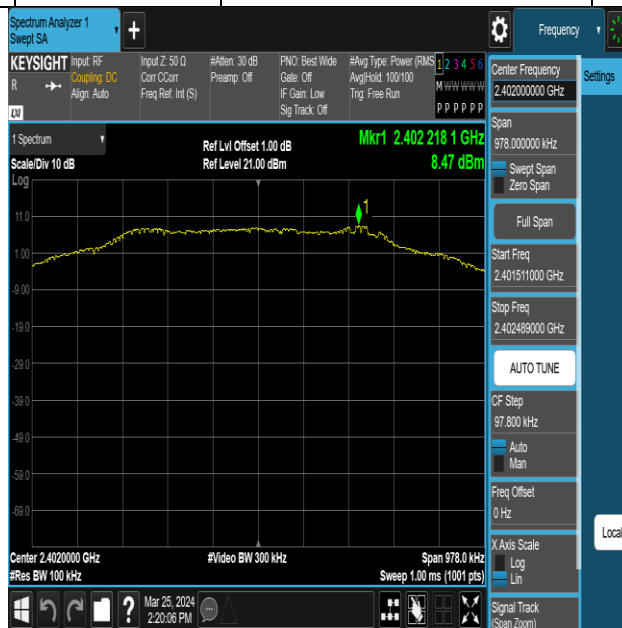 Spectrum Analyzer 1
Swept SA
+
Frequency
KEYSIGHT
R
LXI
Input: RF
Coupling: DC
Align: Auto
Input Z: 50 Ω
Corr CCorr
Freq Ref: Int (S)
#Atten: 30 dB
Preamp: Off
PNO: Best Wide
Gate: Off
IF Gain: Low
Sig Track: Off
#Avg Type: Power (RMS
Avg|Hold: 100/100
Trig: Free Run
1 2 3 4 5 6
M W W W W W
P P P P P P
1 Spectrum
Scale/Div 10 dB
Log
Ref Lvl Offset 1.00 dB
Ref Level 21.00 dBm
Mkr1 2.402 218 1 GHz
8.47 dBm
1
11.0
1.00
-9.00
-19.0
-29.0
-39.0
-49.0
-59.0
-69.0
Center 2.4020000 GHz
#Res BW 100 kHz
#Video BW 300 kHz
Span 978.0 kHz
Sweep 1.00 ms (1001 pts)
?
Mar 25, 2024
2:20:06 PM
Center Frequency
2.402000000 GHz
Settings
Span
978.000000 kHz
Swept Span
Zero Span
Full Span
Start Freq
2.401511000 GHz
Stop Freq
2.402489000 GHz
AUTO TUNE
CF Step
97.800 kHz
Auto
Man
Freq Offset
0 Hz
X Axis Scale
Log
Lin
Local
Signal Track
(Span Zoom)